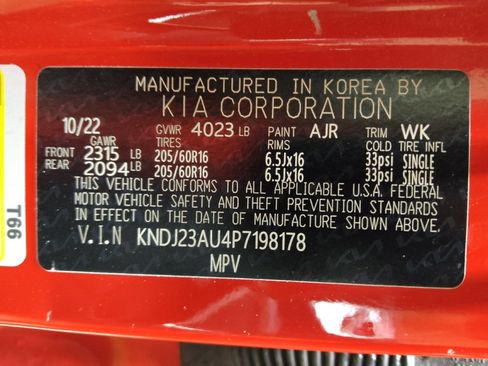 MANUFACTURED IN KOREA BY
KIA CORPORATION
10/22 GVWR 4023 LB PAINT AJR TRIM WK
GAWR TIRES RIMS COLD TIRE INFL
FRONT 2315 LB 205/60R16 6.5Jx16 33psi SINGLE
REAR 2094 LB 205/60R16 6.5Jx16 33psi SINGLE
THIS VEHICLE CONFORMS TO ALL APPLICABLE U.S.A. FEDERAL
MOTOR VEHICLE SAFETY AND THEFT PREVENTION STANDARDS
IN EFFECT ON THE DATE OF MANUFACTURE SHOWN ABOVE.
V.I.N KNDJ23AU4P7198178
MPV
T66